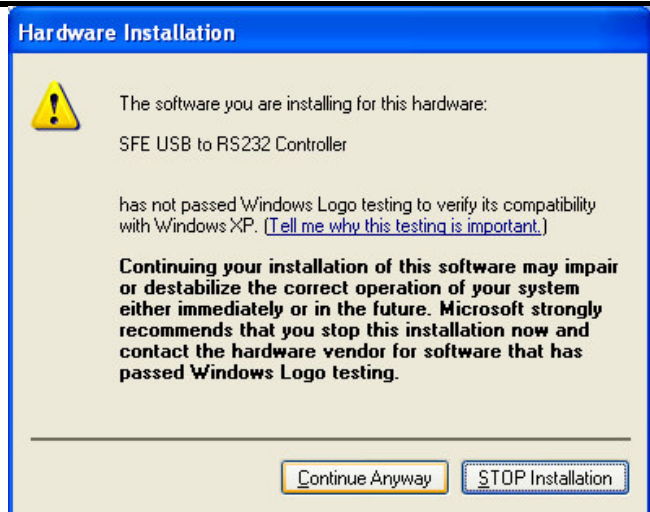 Hardware Installation
The software you are installing for this hardware:
SFE USB to RS232 Controller
has not passed Windows Logo testing to verify its compatibility
with Windows XP. (Tell me why this testing is important.)
Continuing your installation of this software may impair
or destabilize the correct operation of your system
either immediately or in the future. Microsoft strongly
recommends that you stop this installation now and
contact the hardware vendor for software that has
passed Windows Logo testing.
Continue Anyway
STOP Installation